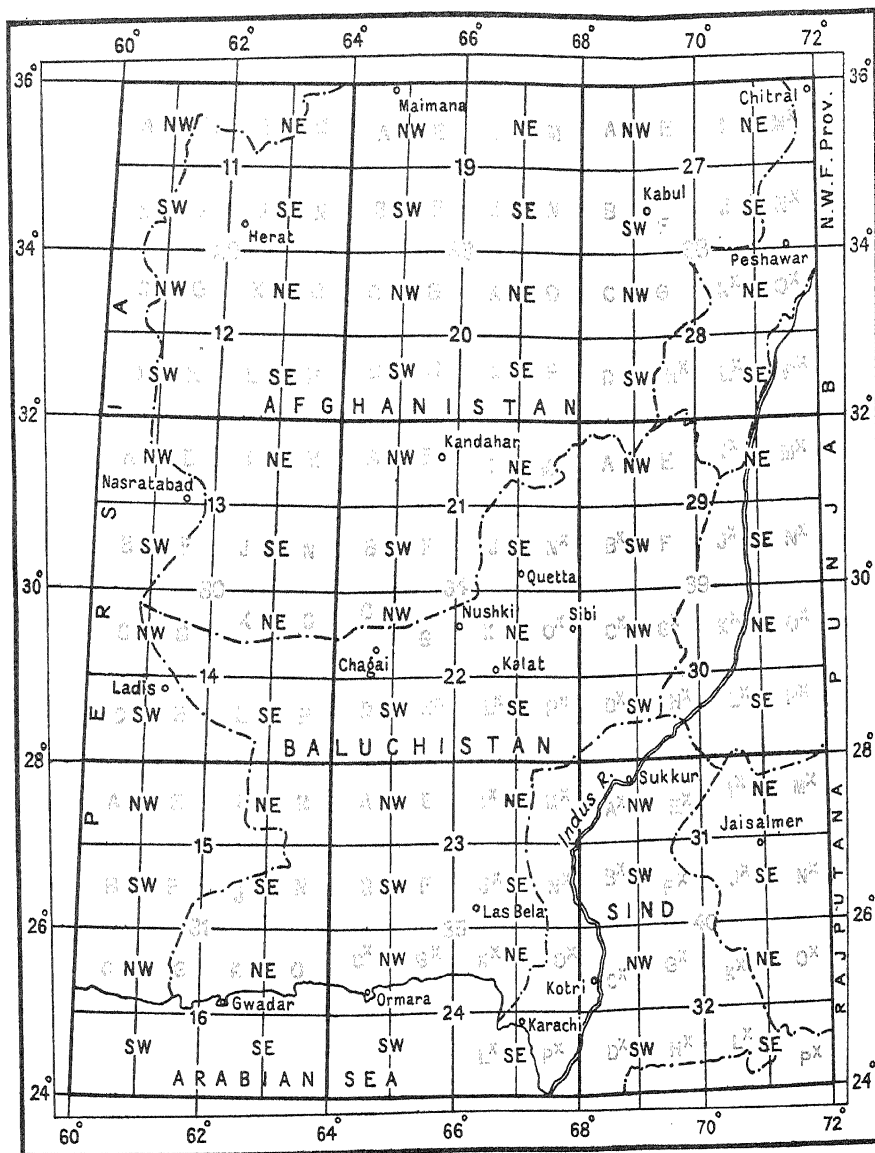 60° 62° 64° 66° 68° 70° 72°
36° 36°
Maimana Chitral
NW NE NW NE NW NE
11 19 27
N.W.F. Prov.
Kabul
SW SE SW SE SW SE
Herat
34° Peshawar 34°
NW NE NW NE NW NE
12 20 28
SW SE SW SE SW SE
32° AFGHANISTAN 32°
Kandahar
NW NE NW NE NW NE
Nasratabad
13 21 29
SW SE SW SE SW SE
Quetta
30° 30°
Nushki Sibi
NW NE NW NE NW NE
Chagai Kalat
14 22 30
Ladis
SW SE SW SE SW SE
PERSIA
PUNJAB
28° BALUCHISTAN 28°
Indus R. Sukkur
NW NE NW NE NW NE
Jaisalmer
15 23 31
SW SE SW SE SW SE
26° Las Bela SIND 26°
RAJPUTANA
NW NE NW NE NW NE
Kotri
Gwadar Ormara
16 24 32
Karachi
SW SE SW SE SW SE
24° ARABIAN SEA 24°
60° 62° 64° 66° 68° 70° 72°